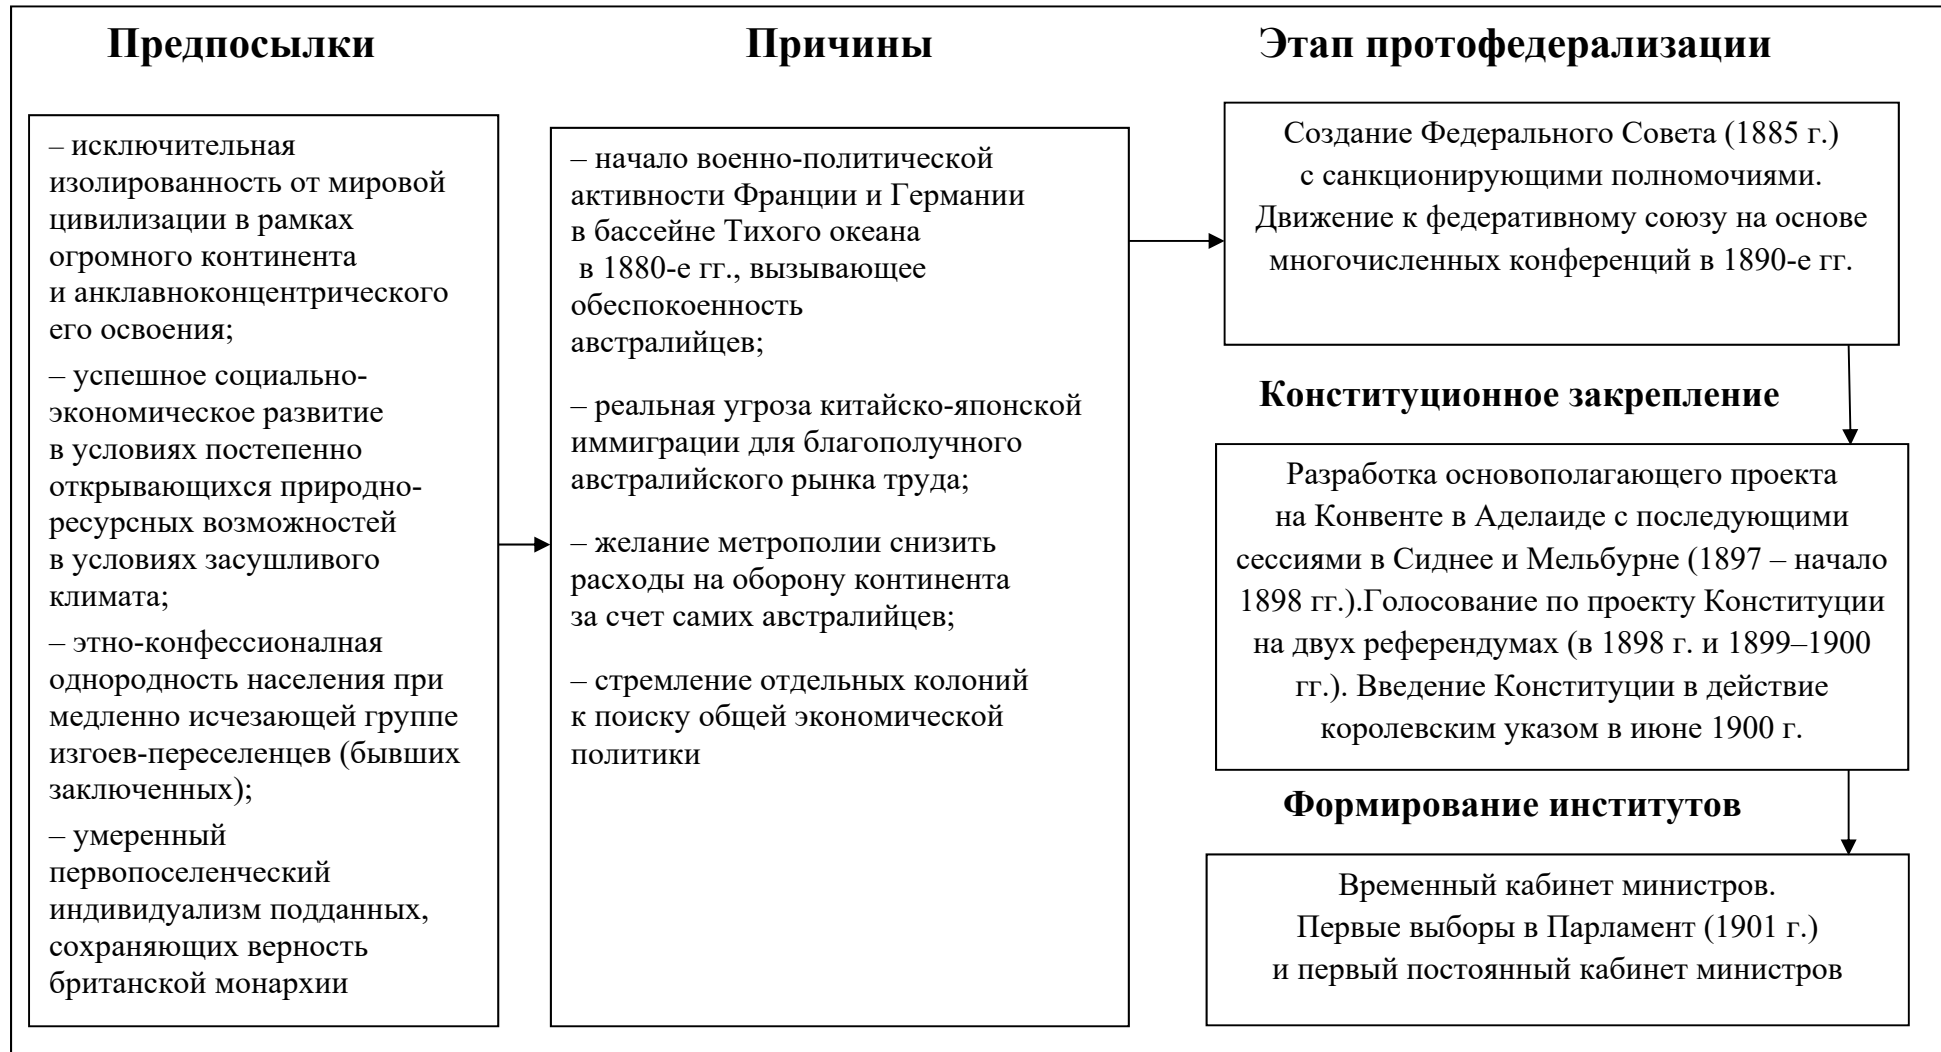 Предпосылки
– исключительная
изолированность от мировой
цивилизации в рамках
огромного континента
и анклавноконцентрического
его освоения;
– успешное социально-
экономическое развитие
в условиях постепенно
открывающихся природно-
ресурсных возможностей
в условиях засушливого
климата;
– этно-конфессионалная
однородность населения при
медленно исчезающей группе
изгоев-переселенцев (бывших
заключенных);
– умеренный
первопоселенческий
индивидуализм подданных,
сохраняющих верность
британской монархии
Причины
– начало военно-политической
активности Франции и Германии
в бассейне Тихого океана
в 1880-е гг., вызывающее
обеспокоенность
австралийцев;
– реальная угроза китайско-японской
иммиграции для благополучного
австралийского рынка труда;
– желание метрополии снизить
расходы на оборону континента
за счет самих австралийцев;
– стремление отдельных колоний
к поиску общей экономической
политики
Этап протофедерализации
Создание Федерального Совета (1885 г.)
с санкционирующими полномочиями.
Движение к федеративному союзу на основе
многочисленных конференций в 1890-е гг.
Конституционное закрепление
Разработка основополагающего проекта
на Конвенте в Аделаиде с последующими
сессиями в Сиднее и Мельбурне (1897 – начало
1898 гг.).Голосование по проекту Конституции
на двух референдумах (в 1898 г. и 1899–1900
гг.). Введение Конституции в действие
королевским указом в июне 1900 г.
Формирование институтов
Временный кабинет министров.
Первые выборы в Парламент (1901 г.)
и первый постоянный кабинет министров